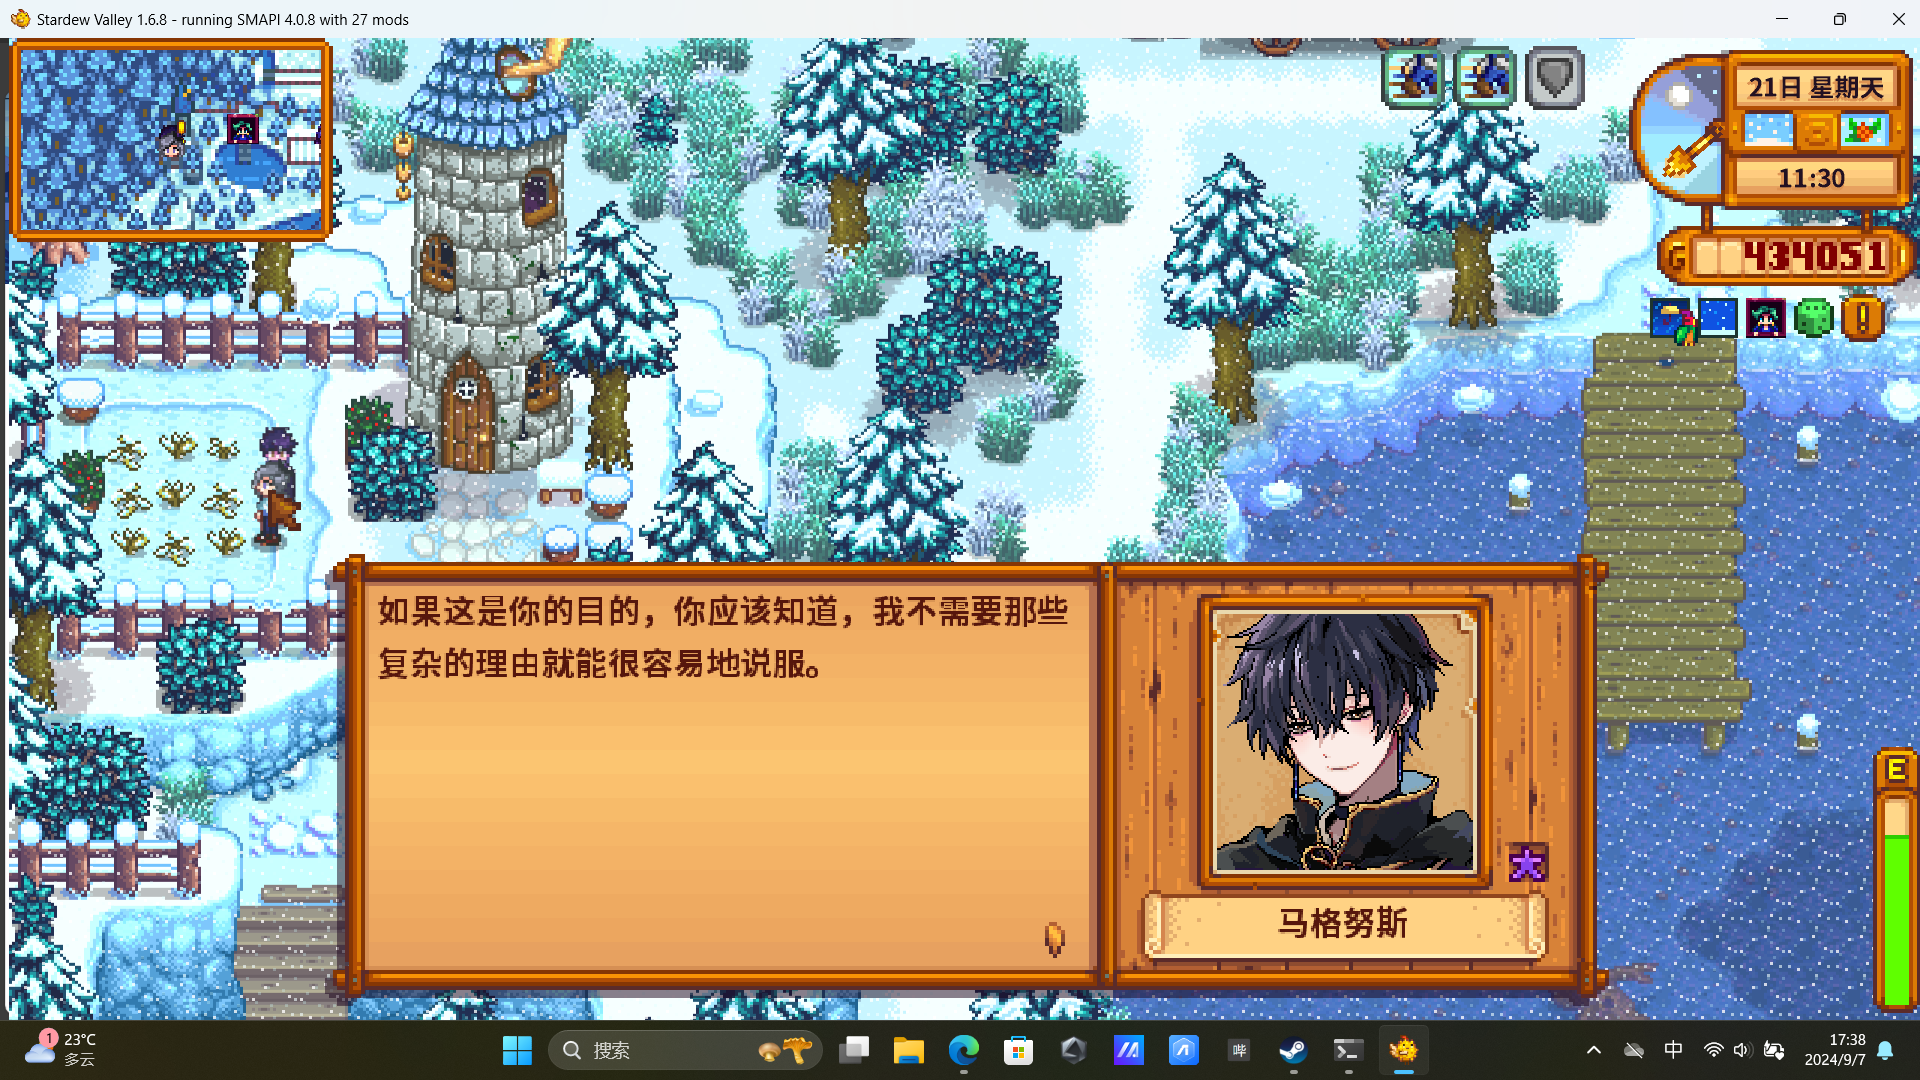 Stardew Valley 1.6.8 - running SMAPI 4.0.8 with 27 mods
21日 星期天
11:30
G 434051
如果这是你的目的，你应该知道，我不需要那些
复杂的理由就能很容易地说服。
马格努斯
E
1
23°C
多云
搜索
哔
中
17:38
2024/9/7